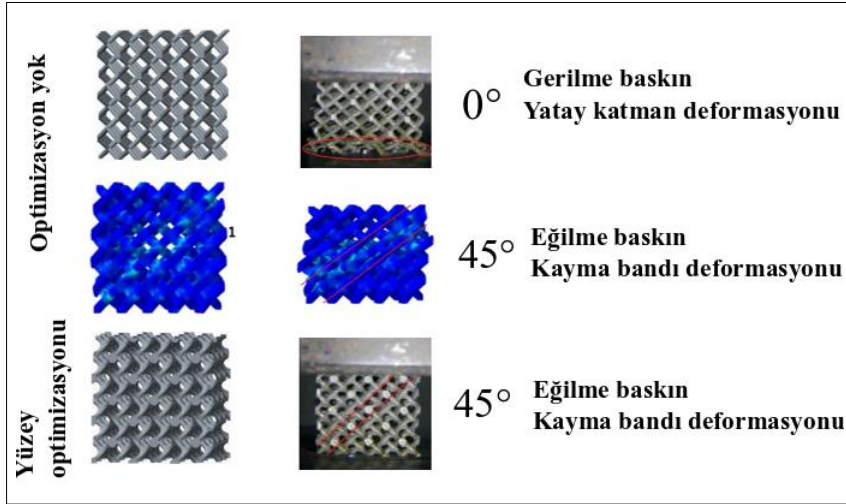 Optimizasyon yok
0°
Gerilme baskın
Yatay katman deformasyonu
1
45°
Eğilme baskın
Kayma bandı deformasyonu
Yüzey
optimizasyonu
45°
Eğilme baskın
Kayma bandı deformasyonu